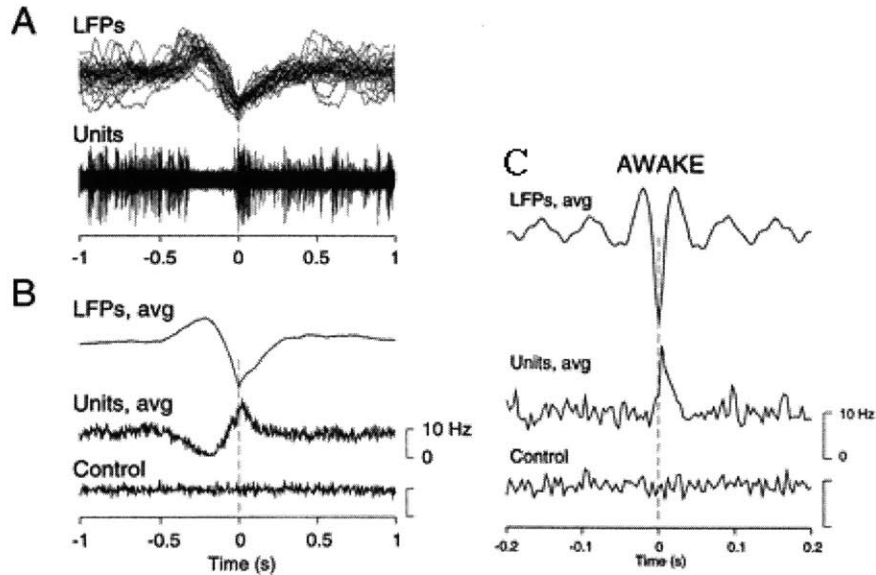 A
LFPs
Units
-1 -0.5 0 0.5 1
B
LFPs, avg
Units, avg
10 Hz
0
Control
-1 -0.5 0 0.5 1
Time (s)
C
AWAKE
LFPs, avg
Units, avg
10 Hz
0
Control
-0.2 -0.1 0 0.1 0.2
Time (s)